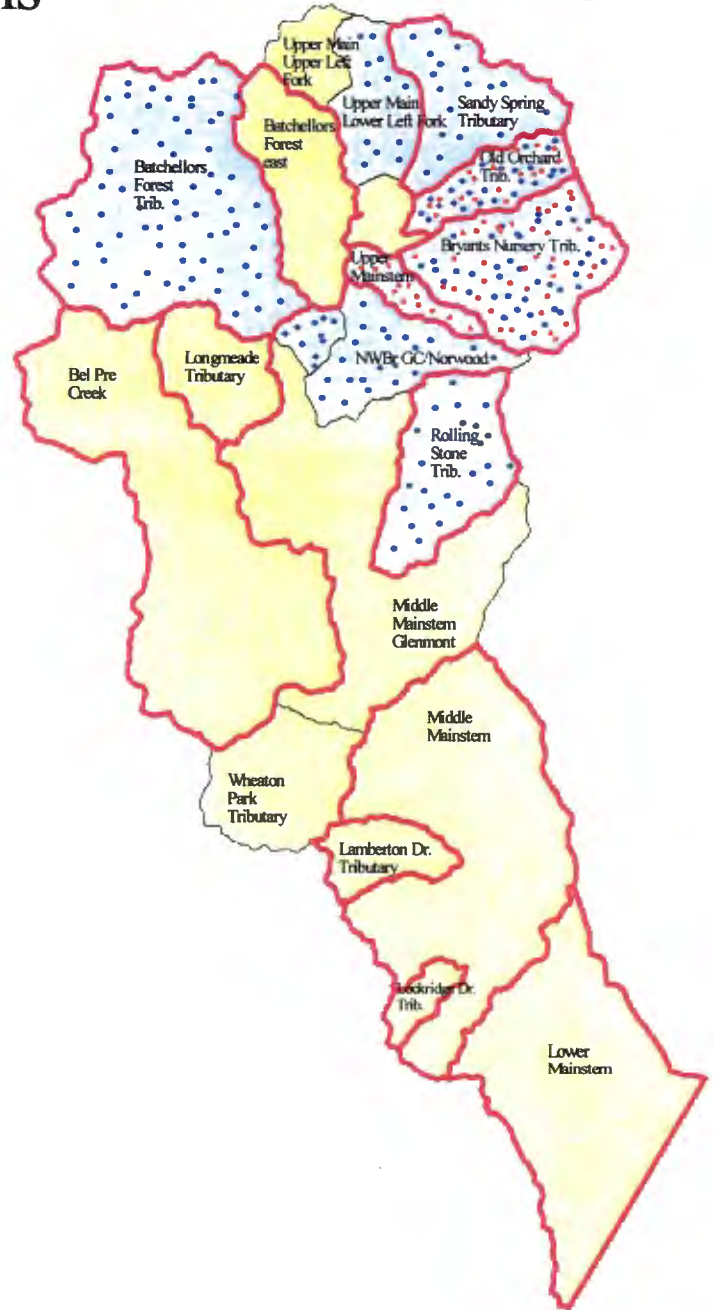 Upper Main
Upper Left
Fork
Upper Main
Lower Left Fork
Sandy Spring
Tributary
Batchellors
Forest
east
Old Orchard
Trib.
Batchellors
Forest
Trib.
Bryants Nursery Trib.
Upper
Mainstem
NWBr GC/Norwood
Longmeade
Tributary
Bel Pre
Creek
Rolling
Stone
Trib.
Middle
Mainstem
Glenmont
Middle
Mainstem
Wheaton
Park
Tributary
Lamberton Dr.
Tributary
Lockridge Dr.
Trib.
Lower
Mainstem